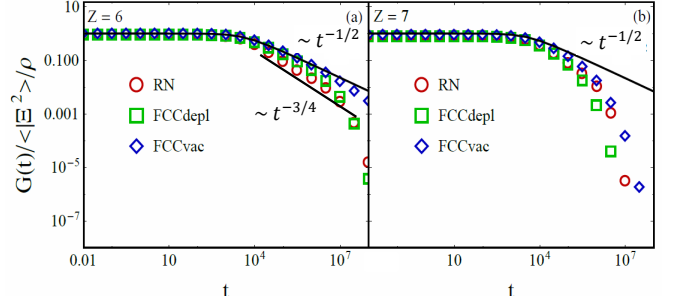 Z = 6
(a)
Z = 7
(b)
~ t^{-1/2}
~ t^{-1/2}
0.100
RN
RN
~ t^{-3/4}
0.001
FCCdepl
FCCdepl
FCCvac
FCCvac
10^{-5}
10^{-7}
G(t)/<|Ξ^2>/ρ
0.01
10
10^4
10^7
10
10^4
10^7
t
t